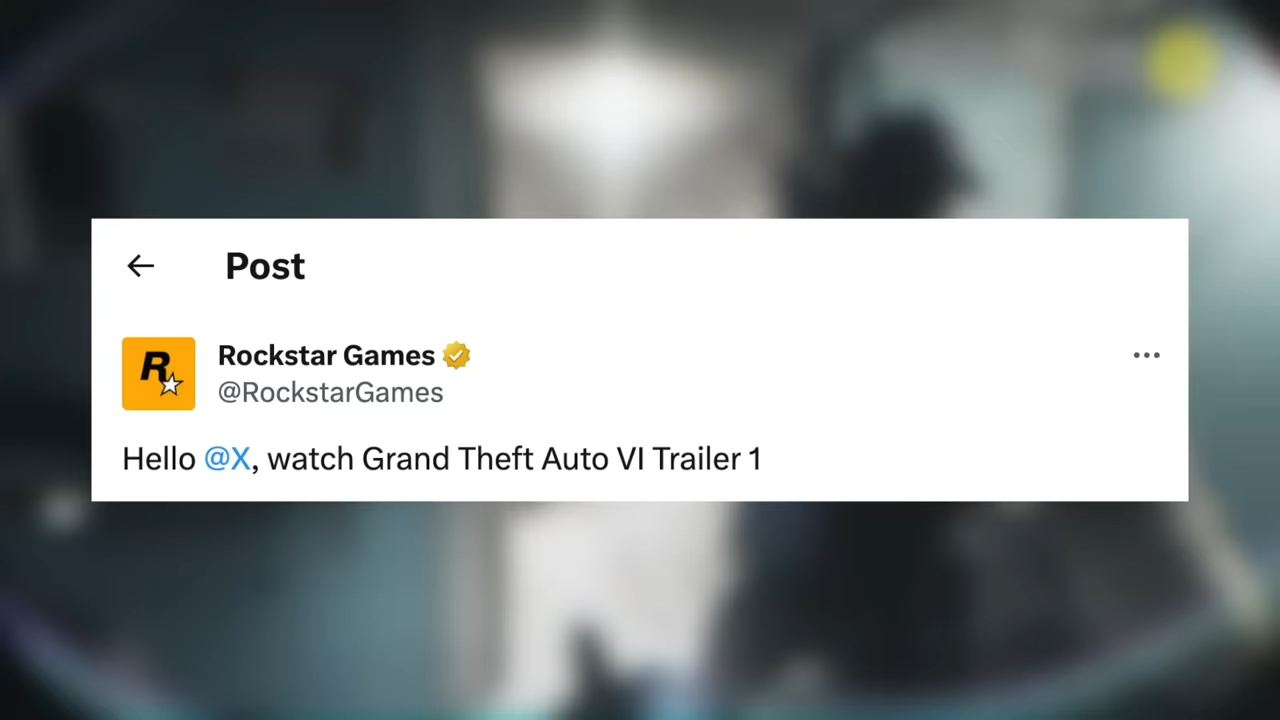 Post
Rockstar Games
@RockstarGames
Hello @X, watch Grand Theft Auto VI Trailer 1